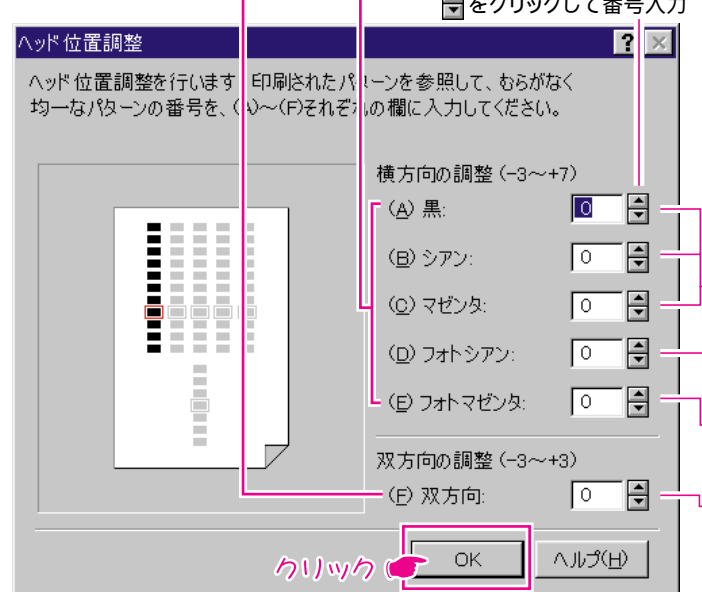 をクリックして番号入力
ヘッド位置調整
ヘッド位置調整を行います 印刷されたパターンを参照して、むらがなく
均一なパターンの番号を、(A)～(F)それぞれの欄に入力してください。
横方向の調整(-3～+7)
(A) 黒: 0
(B) シアン: 0
(C) マゼンタ: 0
(D) フォトシアン: 0
(E) フォトマゼンタ: 0
双方向の調整(-3～+3)
(F) 双方向: 0
クリック
OK
ヘルプ(H)